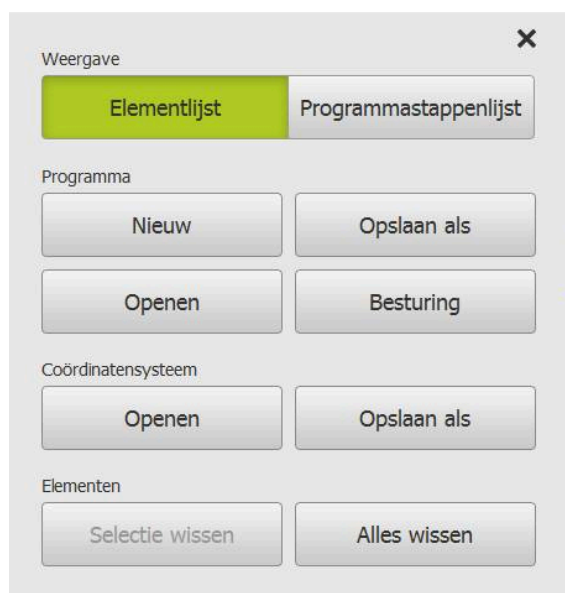 Weergave
Elementlijst Programmastappenlijst
Programma
Nieuw Opslaan als
Openen Besturing
Coördinatensysteem
Openen Opslaan als
Elementen
Selectie wissen Alles wissen